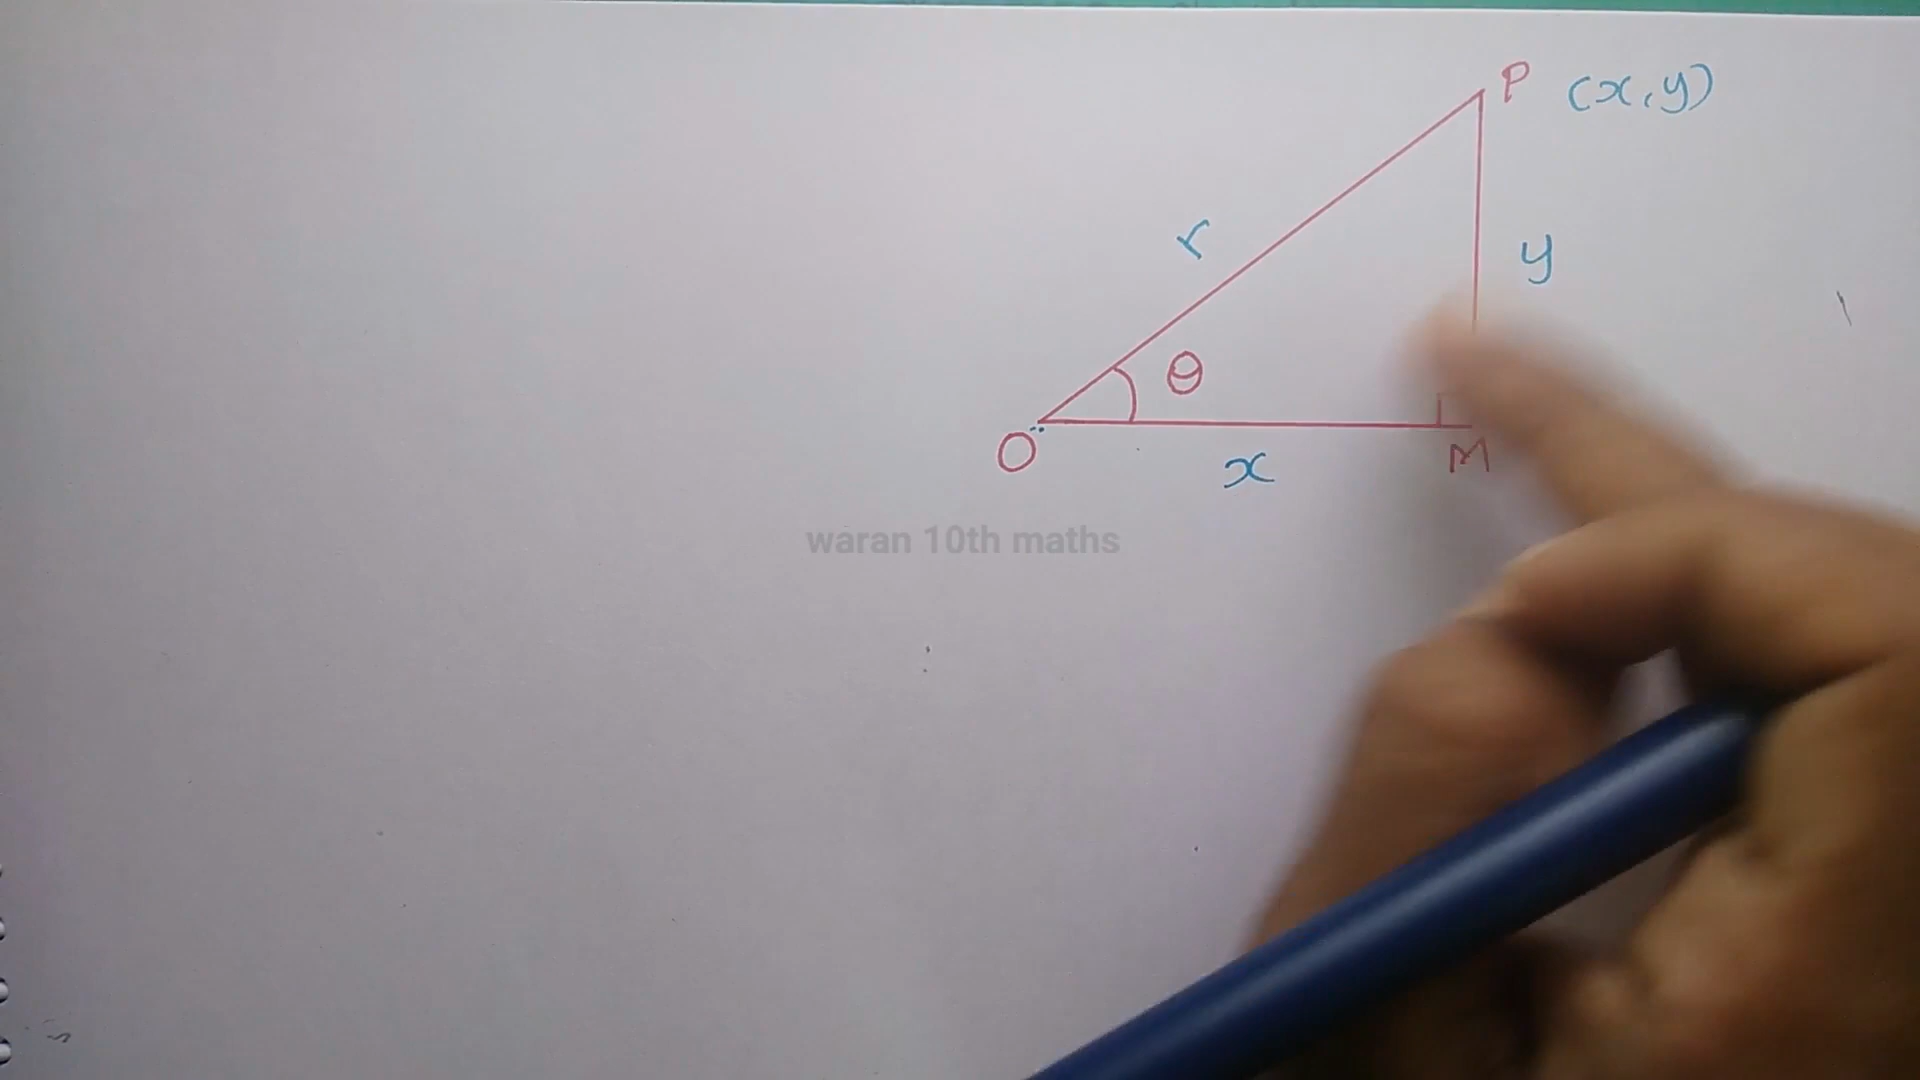 P (x,y)
r
y
θ
O
x
M
waran 10th maths